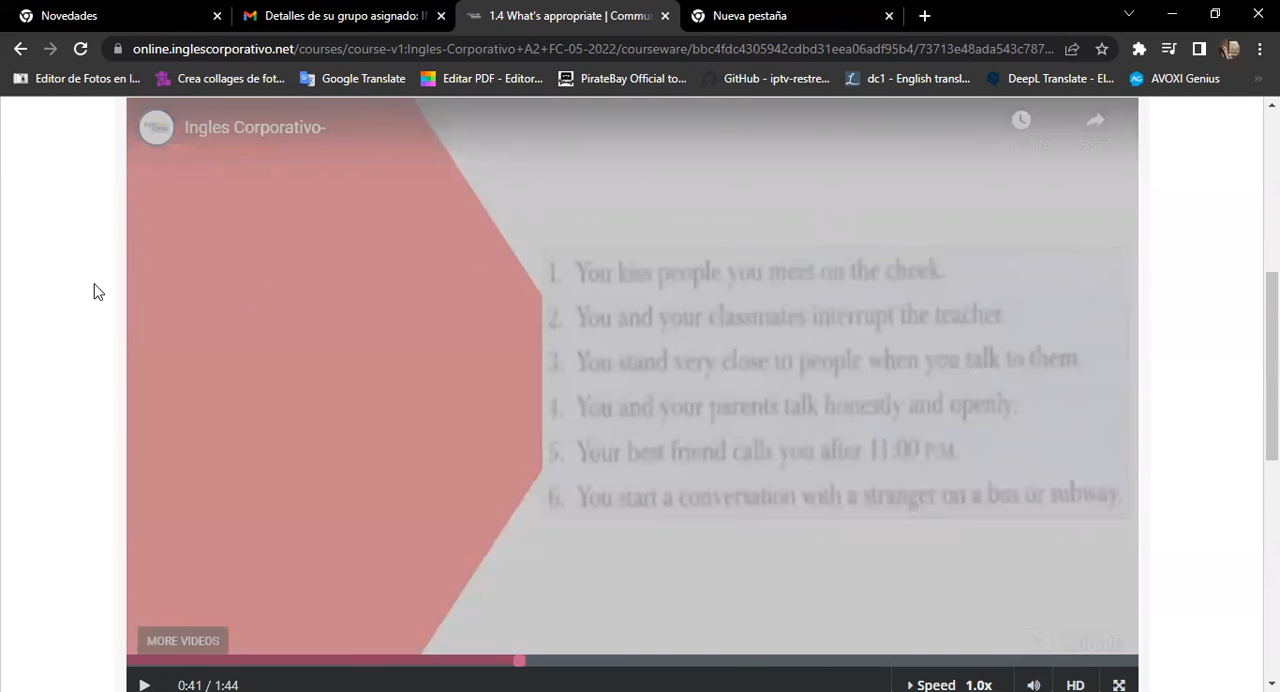 Novedades
Detalles de su grupo asignado: I
1.4 What's appropriate | Commu
Nueva pestaña
online.inglescorporativo.net/courses/course-v1:Ingles-Corporativo+A2+FC-05-2022/courseware/bbc4fdc4305942cdbd31eea06adf95b4/73713e48ada543c787...
Editor de Fotos en l...
Crea collages de fot...
Google Translate
Editar PDF - Editor...
PirateBay Official to...
GitHub - iptv-restre...
dc1 - English transl...
DeepL Translate - El...
AVOXI Genius
Ingles Corporativo-
Share
1. You kiss people you meet on the cheek.
2. You and your classmates interrupt the teacher.
3. You stand very close to people when you talk to them.
4. You and your parents talk honestly and openly.
5. Your best friend calls you after 11:00 P.M.
6. You start a conversation with a stranger on a bus or subway.
MORE VIDEOS
0:41 / 1:44
Speed 1.0x
HD